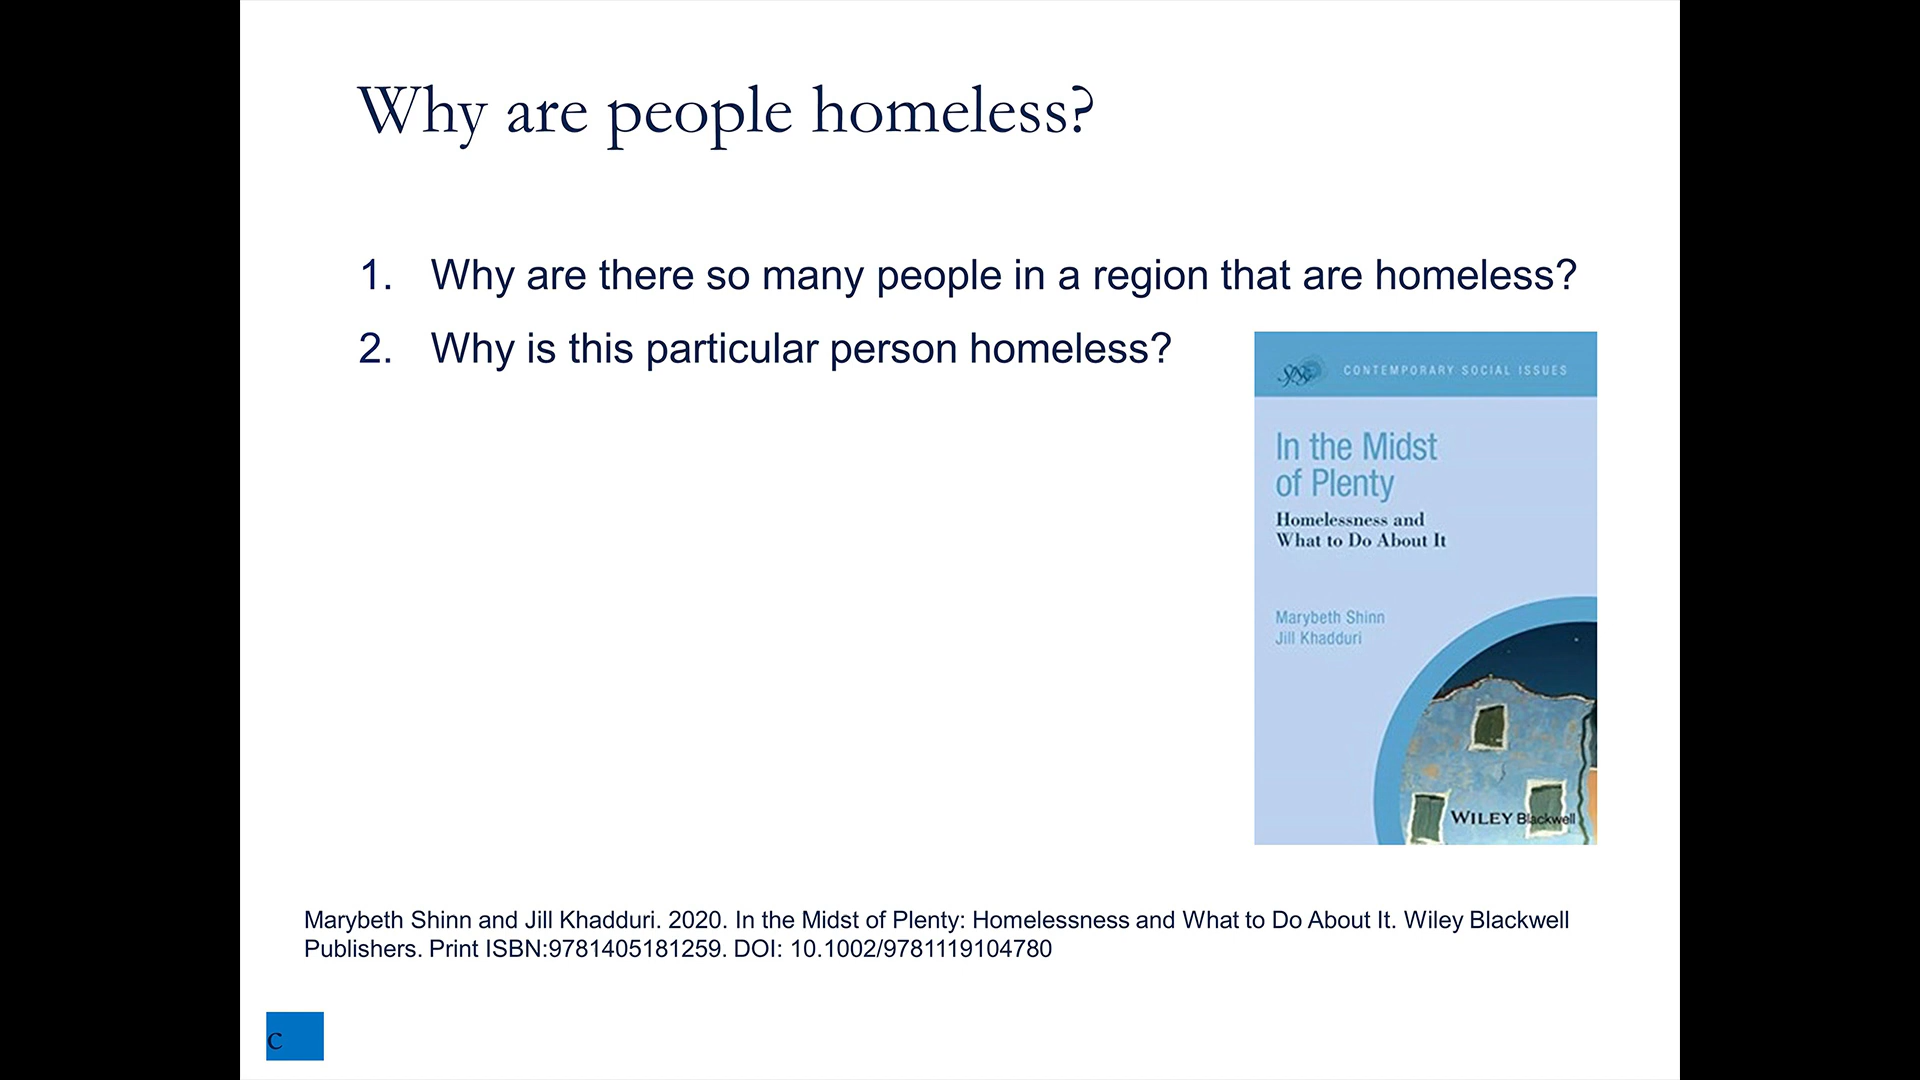 Why are people homeless?
1. Why are there so many people in a region that are homeless?
2. Why is this particular person homeless?
CONTEMPORARY SOCIAL ISSUES
In the Midst
of Plenty
Homelessness and
What to Do About It
Marybeth Shinn
Jill Khadduri
WILEY Blackwell
Marybeth Shinn and Jill Khadduri. 2020. In the Midst of Plenty: Homelessness and What to Do About It. Wiley Blackwell
Publishers. Print ISBN:9781405181259. DOI: 10.1002/9781119104780
C